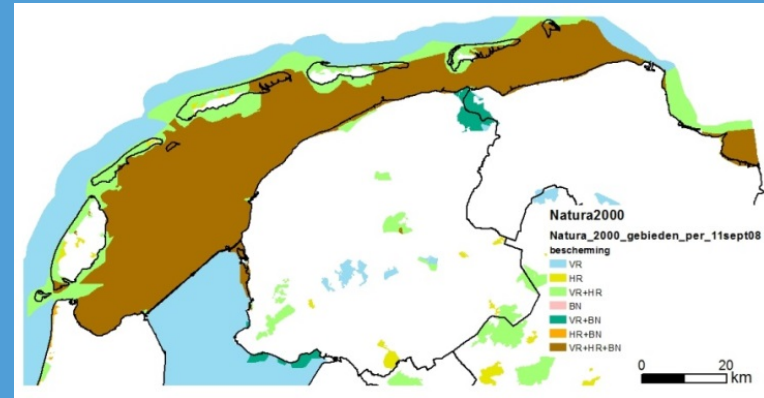 Natura2000
Natura_2000_gebieden_per_11sept08
bescherming
VR
HR
VR+HR
BN
VR+BN
HR+BN
VR+HR+BN
0 20
km